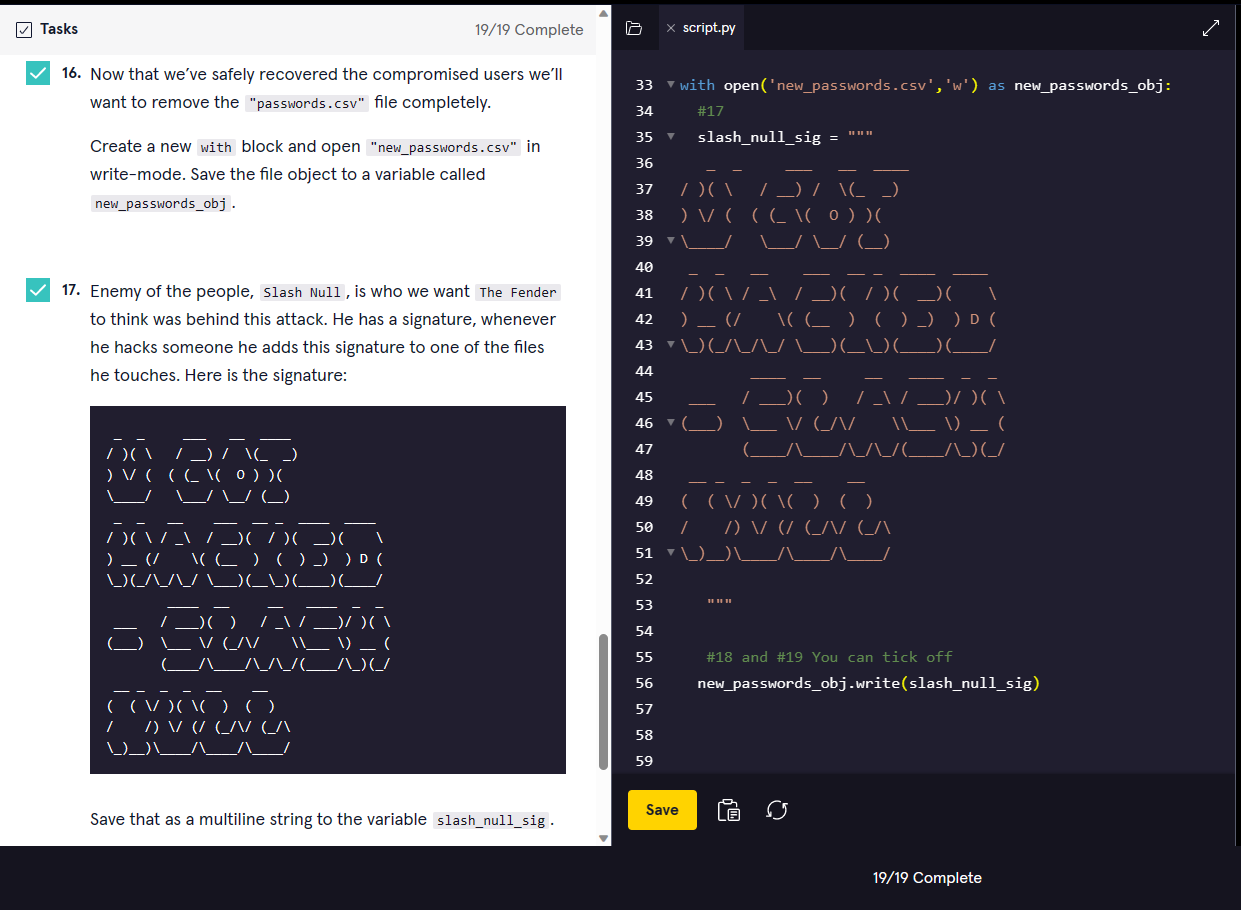 Tasks
19/19 Complete
16. Now that we've safely recovered the compromised users we'll
want to remove the "passwords.csv" file completely.
Create a new with block and open "new_passwords.csv" in
write-mode. Save the file object to a variable called
new_passwords_obj.
17. Enemy of the people, Slash Null, is who we want The Fender
to think was behind this attack. He has a signature, whenever
he hacks someone he adds this signature to one of the files
he touches. Here is the signature:
 _  _     ___   __  ____
/ )( \   / __) /  \(_  _)
) \/ (  ( (_ \(  O ) )(
\____/   \___/ \__/ (__)
 _  _   __    ___  __ _  ____  ____
/ )( \ / _\  / __)(  / )(  __)(    \
) __ (/    \( (__  )  (  ) _)  ) D (
\_)(_/\_/\_/ \___)(__\_)(____)(____/
        ____  __     __   ____  _  _
 ___   / ___)(  )   / _\ / ___)/ )( \
(___)  \___ \/ (_/\/    \\___ \) __ (
       (____/\____/\_/\_/(____/\_)(_/
 __ _  _  _  __    __
(  ( \/ )( \(  )  (  )
/    /) \/ (/ (_/\/ (_/\
\_)__)\____/\____/\____/
Save that as a multiline string to the variable slash_null_sig.
script.py
33 with open('new_passwords.csv','w') as new_passwords_obj:
34 #17
35 slash_null_sig = """
36    _  _     ___   __  ____
37 / )( \   / __) /  \(_  _)
38 ) \/ (  ( (_ \(  O ) )(
39 \____/   \___/ \__/ (__)
40  _  _   __    ___  __ _  ____  ____
41 / )( \ / _\  / __)(  / )(  __)(    \
42 ) __ (/    \( (__  )  (  ) _)  ) D (
43 \_)(_/\_/\_/ \___)(__\_)(____)(____/
44         ____  __     __   ____  _  _
45  ___   / ___)(  )   / _\ / ___)/ )( \
46 (___)  \___ \/ (_/\/    \\___ \) __ (
47        (____/\____/\_/\_/(____/\_)(_/
48  __ _  _  _  __    __
49 (  ( \/ )( \(  )  (  )
50 /    /) \/ (/ (_/\/ (_/\
51 \_)__)\____/\____/\____/
52
53 """
54
55 #18 and #19 You can tick off
56 new_passwords_obj.write(slash_null_sig)
57
58
59
Save
19/19 Complete